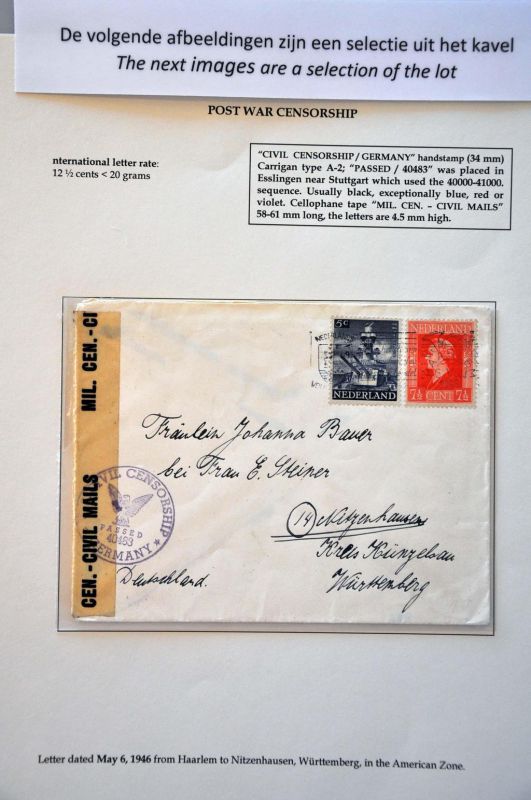 De volgende afbeeldingen zijn een selectie uit het kavel
The next images are a selection of the lot
POST WAR CENSORSHIP
nternational letter rate:
12 ½ cents < 20 grams
"CIVIL CENSORSHIP / GERMANY" handstamp (34 mm)
Carrigan type A-2; "PASSED / 40483" was placed in
Esslingen near Stuttgart which used the 40000-41000.
sequence. Usually black, exceptionally blue, red or
violet. Cellophane tape "MIL. CEN. – CIVIL MAILS"
58-61 mm long, the letters are 4.5 mm high.
MIL. CEN.-CI
CEN.-CIVIL MAILS
5c
NEDERLAND
NEDERLAND
7½ CENT 7½
Fräulein Johanna Bauer
bei Frau E. Steiner
(14) Nitzenhausen
Kreis Künzelsau
Württemberg
Deutschland.
CIVIL CENSORSHIP
PASSED
40483
GERMANY
Letter dated May 6, 1946 from Haarlem to Nitzenhausen, Württemberg, in the American Zone.